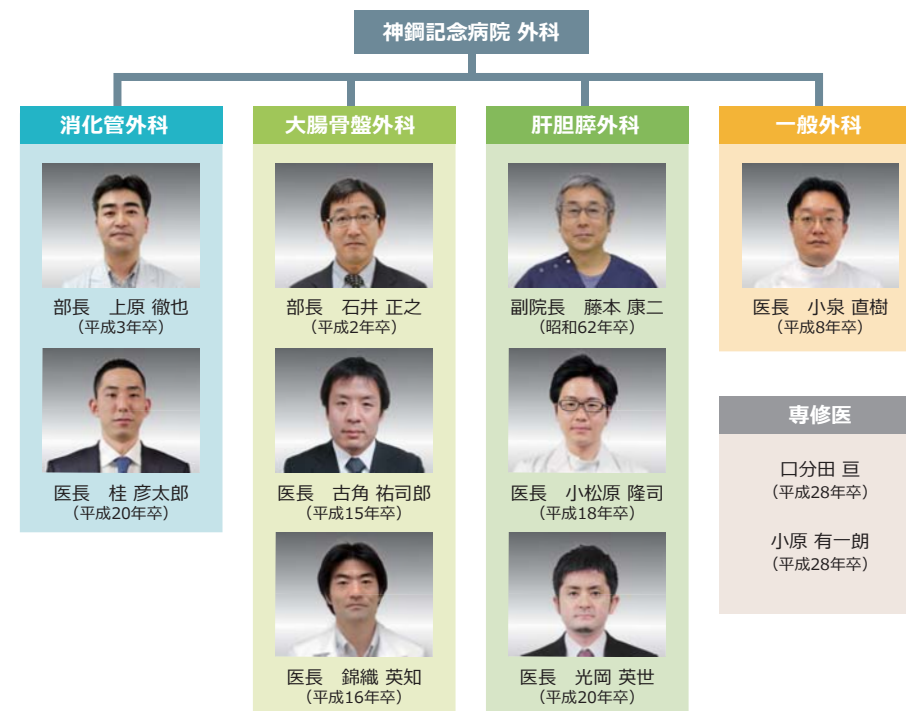 神鋼記念病院 外科
消化管外科
部長　上原 徹也
（平成3年卒）
医長　桂 彦太郎
（平成20年卒）
大腸骨盤外科
部長　石井 正之
（平成2年卒）
医長　古角 祐司郎
（平成15年卒）
医長　錦織 英知
（平成16年卒）
肝胆膵外科
副院長　藤本 康二
（昭和62年卒）
医長　小松原 隆司
（平成18年卒）
医長　光岡 英世
（平成20年卒）
一般外科
医長　小泉 直樹
（平成8年卒）
専修医
口分田 亘
（平成28年卒）
小原 有一朗
（平成28年卒）